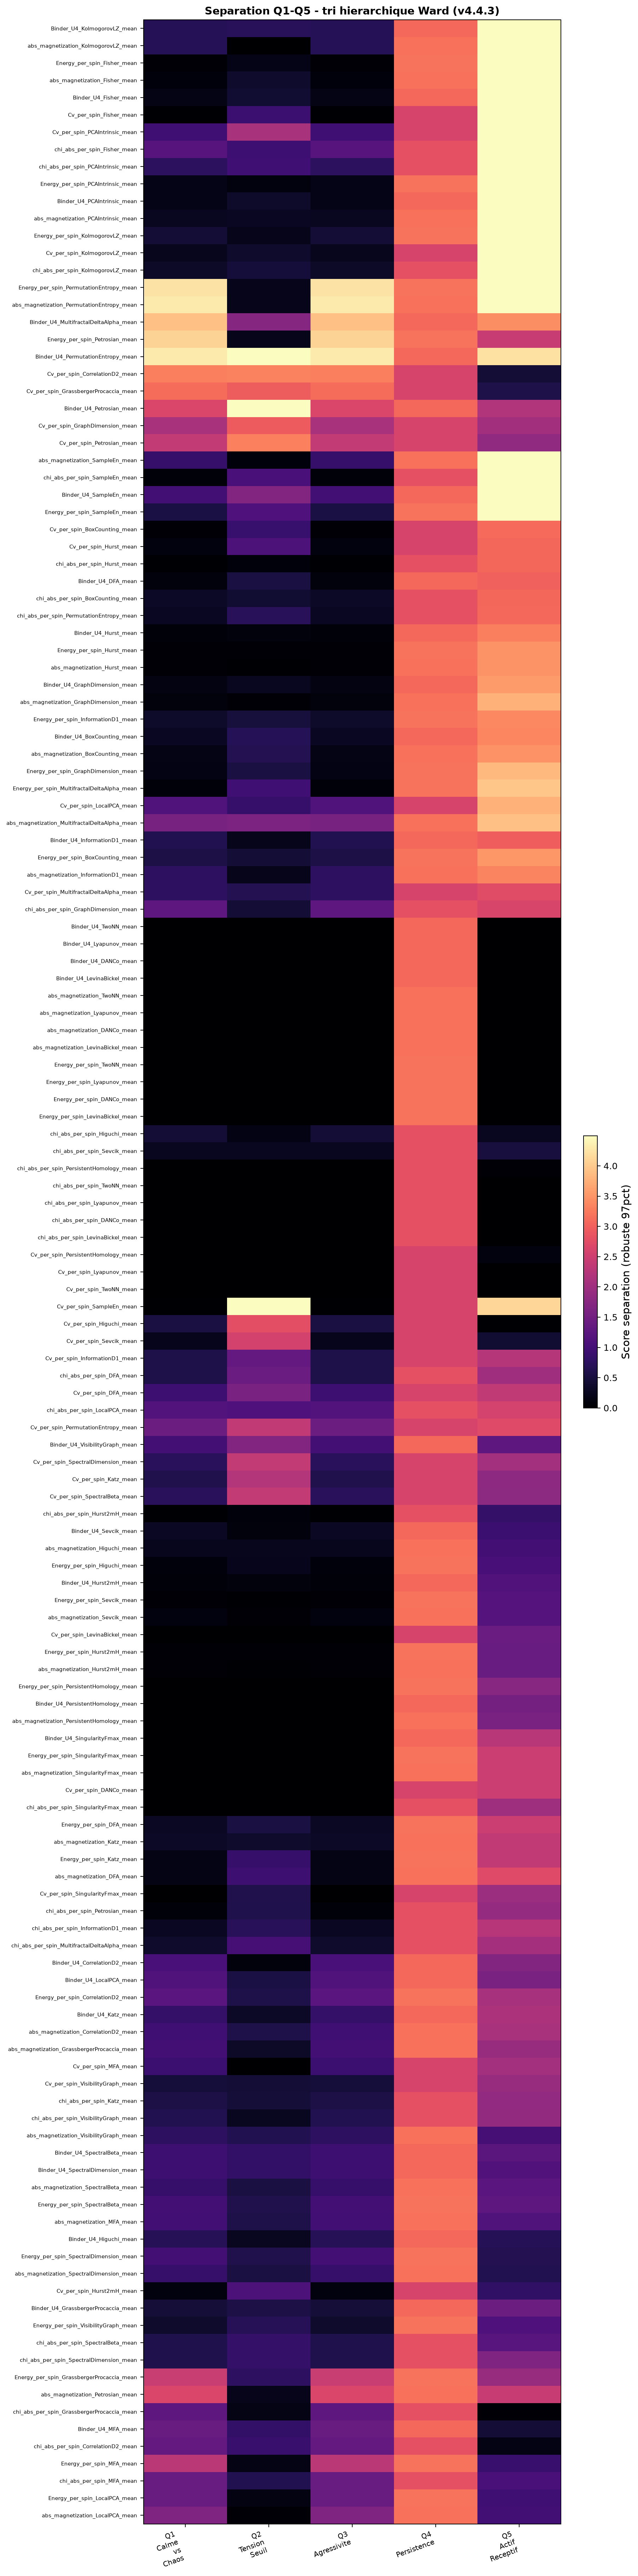 Separation Q1-Q5 - tri hierarchique Ward (v4.4.3)
Binder_U4_KolmogorovLZ_mean
abs_magnetization_KolmogorovLZ_mean
Energy_per_spin_Fisher_mean
abs_magnetization_Fisher_mean
Binder_U4_Fisher_mean
Cv_per_spin_Fisher_mean
Cv_per_spin_PCAIntrinsic_mean
chi_abs_per_spin_Fisher_mean
chi_abs_per_spin_PCAIntrinsic_mean
Energy_per_spin_PCAIntrinsic_mean
Binder_U4_PCAIntrinsic_mean
abs_magnetization_PCAIntrinsic_mean
Energy_per_spin_KolmogorovLZ_mean
Cv_per_spin_KolmogorovLZ_mean
chi_abs_per_spin_KolmogorovLZ_mean
Energy_per_spin_PermutationEntropy_mean
abs_magnetization_PermutationEntropy_mean
Binder_U4_MultifractalDeltaAlpha_mean
Energy_per_spin_Petrosian_mean
Binder_U4_PermutationEntropy_mean
Cv_per_spin_CorrelationD2_mean
Cv_per_spin_GrassbergerProcaccia_mean
Binder_U4_Petrosian_mean
Cv_per_spin_GraphDimension_mean
Cv_per_spin_Petrosian_mean
abs_magnetization_SampleEn_mean
chi_abs_per_spin_SampleEn_mean
Binder_U4_SampleEn_mean
Energy_per_spin_SampleEn_mean
Cv_per_spin_BoxCounting_mean
Cv_per_spin_Hurst_mean
chi_abs_per_spin_Hurst_mean
Binder_U4_DFA_mean
chi_abs_per_spin_BoxCounting_mean
chi_abs_per_spin_PermutationEntropy_mean
Binder_U4_Hurst_mean
Energy_per_spin_Hurst_mean
abs_magnetization_Hurst_mean
Binder_U4_GraphDimension_mean
abs_magnetization_GraphDimension_mean
Energy_per_spin_InformationD1_mean
Binder_U4_BoxCounting_mean
abs_magnetization_BoxCounting_mean
Energy_per_spin_GraphDimension_mean
Energy_per_spin_MultifractalDeltaAlpha_mean
Cv_per_spin_LocalPCA_mean
abs_magnetization_MultifractalDeltaAlpha_mean
Binder_U4_InformationD1_mean
Energy_per_spin_BoxCounting_mean
abs_magnetization_InformationD1_mean
Cv_per_spin_MultifractalDeltaAlpha_mean
chi_abs_per_spin_GraphDimension_mean
Binder_U4_TwoNN_mean
Binder_U4_Lyapunov_mean
Binder_U4_DANCo_mean
Binder_U4_LevinaBickel_mean
abs_magnetization_TwoNN_mean
abs_magnetization_Lyapunov_mean
abs_magnetization_DANCo_mean
abs_magnetization_LevinaBickel_mean
Energy_per_spin_TwoNN_mean
Energy_per_spin_Lyapunov_mean
Energy_per_spin_DANCo_mean
Energy_per_spin_LevinaBickel_mean
chi_abs_per_spin_Higuchi_mean
chi_abs_per_spin_Sevcik_mean
chi_abs_per_spin_PersistentHomology_mean
chi_abs_per_spin_TwoNN_mean
chi_abs_per_spin_Lyapunov_mean
chi_abs_per_spin_DANCo_mean
chi_abs_per_spin_LevinaBickel_mean
Cv_per_spin_PersistentHomology_mean
Cv_per_spin_Lyapunov_mean
Cv_per_spin_TwoNN_mean
Cv_per_spin_SampleEn_mean
Cv_per_spin_Higuchi_mean
Cv_per_spin_Sevcik_mean
Cv_per_spin_InformationD1_mean
chi_abs_per_spin_DFA_mean
Cv_per_spin_DFA_mean
chi_abs_per_spin_LocalPCA_mean
Cv_per_spin_PermutationEntropy_mean
Binder_U4_VisibilityGraph_mean
Cv_per_spin_SpectralDimension_mean
Cv_per_spin_Katz_mean
Cv_per_spin_SpectralBeta_mean
chi_abs_per_spin_Hurst2mH_mean
Binder_U4_Sevcik_mean
abs_magnetization_Higuchi_mean
Energy_per_spin_Higuchi_mean
Binder_U4_Hurst2mH_mean
Energy_per_spin_Sevcik_mean
abs_magnetization_Sevcik_mean
Cv_per_spin_LevinaBickel_mean
Energy_per_spin_Hurst2mH_mean
abs_magnetization_Hurst2mH_mean
Energy_per_spin_PersistentHomology_mean
Binder_U4_PersistentHomology_mean
abs_magnetization_PersistentHomology_mean
Binder_U4_SingularityFmax_mean
Energy_per_spin_SingularityFmax_mean
abs_magnetization_SingularityFmax_mean
Cv_per_spin_DANCo_mean
chi_abs_per_spin_SingularityFmax_mean
Energy_per_spin_DFA_mean
abs_magnetization_Katz_mean
Energy_per_spin_Katz_mean
abs_magnetization_DFA_mean
Cv_per_spin_SingularityFmax_mean
chi_abs_per_spin_Petrosian_mean
chi_abs_per_spin_InformationD1_mean
chi_abs_per_spin_MultifractalDeltaAlpha_mean
Binder_U4_CorrelationD2_mean
Binder_U4_LocalPCA_mean
Energy_per_spin_CorrelationD2_mean
Binder_U4_Katz_mean
abs_magnetization_CorrelationD2_mean
abs_magnetization_GrassbergerProcaccia_mean
Cv_per_spin_MFA_mean
Cv_per_spin_VisibilityGraph_mean
chi_abs_per_spin_Katz_mean
chi_abs_per_spin_VisibilityGraph_mean
abs_magnetization_VisibilityGraph_mean
Binder_U4_SpectralBeta_mean
Binder_U4_SpectralDimension_mean
abs_magnetization_SpectralBeta_mean
Energy_per_spin_SpectralBeta_mean
abs_magnetization_MFA_mean
Binder_U4_Higuchi_mean
Energy_per_spin_SpectralDimension_mean
abs_magnetization_SpectralDimension_mean
Cv_per_spin_Hurst2mH_mean
Binder_U4_GrassbergerProcaccia_mean
Energy_per_spin_VisibilityGraph_mean
chi_abs_per_spin_SpectralBeta_mean
chi_abs_per_spin_SpectralDimension_mean
Energy_per_spin_GrassbergerProcaccia_mean
abs_magnetization_Petrosian_mean
chi_abs_per_spin_GrassbergerProcaccia_mean
Binder_U4_MFA_mean
chi_abs_per_spin_CorrelationD2_mean
Energy_per_spin_MFA_mean
chi_abs_per_spin_MFA_mean
Energy_per_spin_LocalPCA_mean
abs_magnetization_LocalPCA_mean
Q1
Calme
vs
Chaos
Q2
Tension
Seuil
Q3
Agressivite
Q4
Persistence
Q5
Actif
Receptif
4.0
3.5
3.0
2.5
2.0
1.5
1.0
0.5
0.0
Score separation (robuste 97pct)